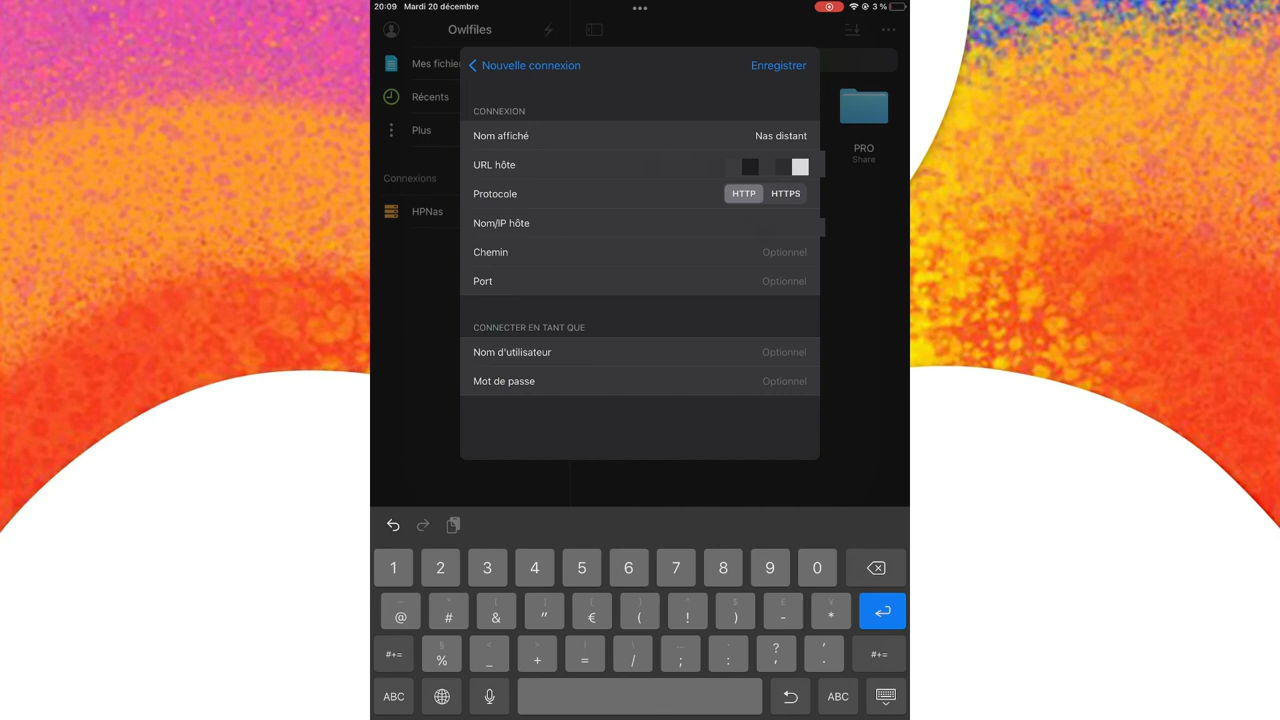 20:09 Mardi 20 décembre
3 %
Owlfiles
Mes fichie
Récents
Plus
Connexions
HPNas
PRO
Share
Nouvelle connexion
Enregistrer
CONNEXION
Nom affiché Nas distant
URL hôte
Protocole HTTP HTTPS
Nom/IP hôte
Chemin Optionnel
Port Optionnel
CONNECTER EN TANT QUE
Nom d'utilisateur Optionnel
Mot de passe Optionnel
1 2 3 4 5 6 7 8 9 0
@ # & " € ( ! ) - *
#+= % _ + = / ; : ? , ' . #+=
ABC ABC